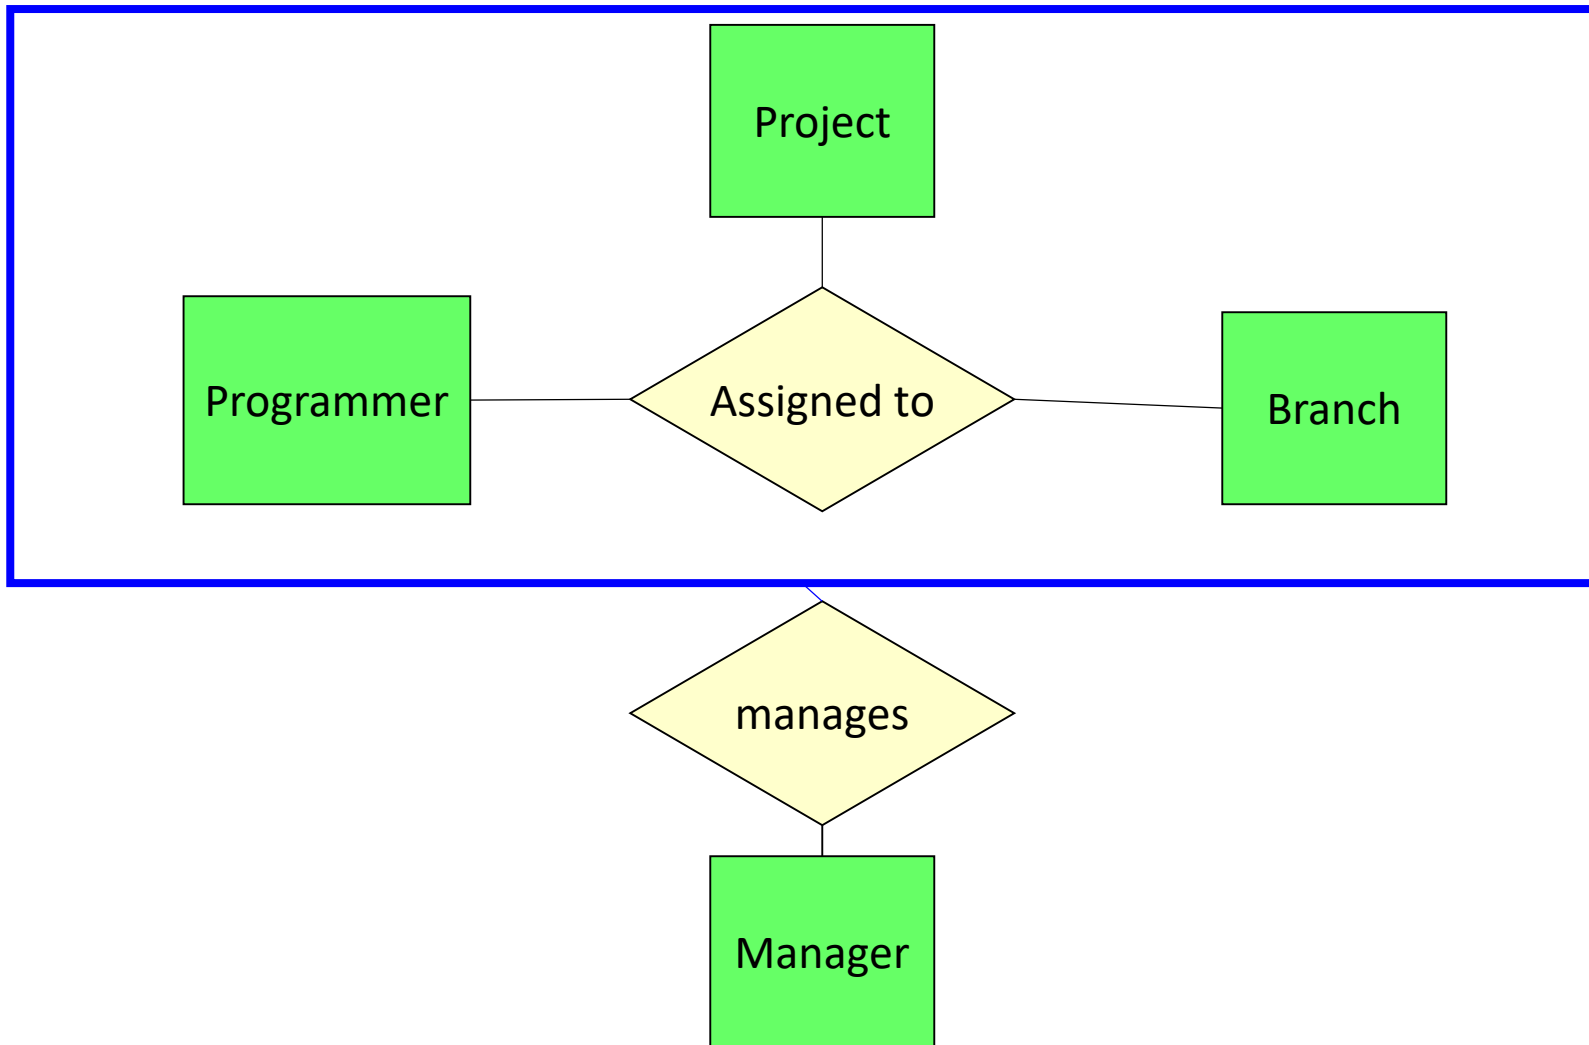 Project
Programmer
Assigned to
Branch
manages
Manager